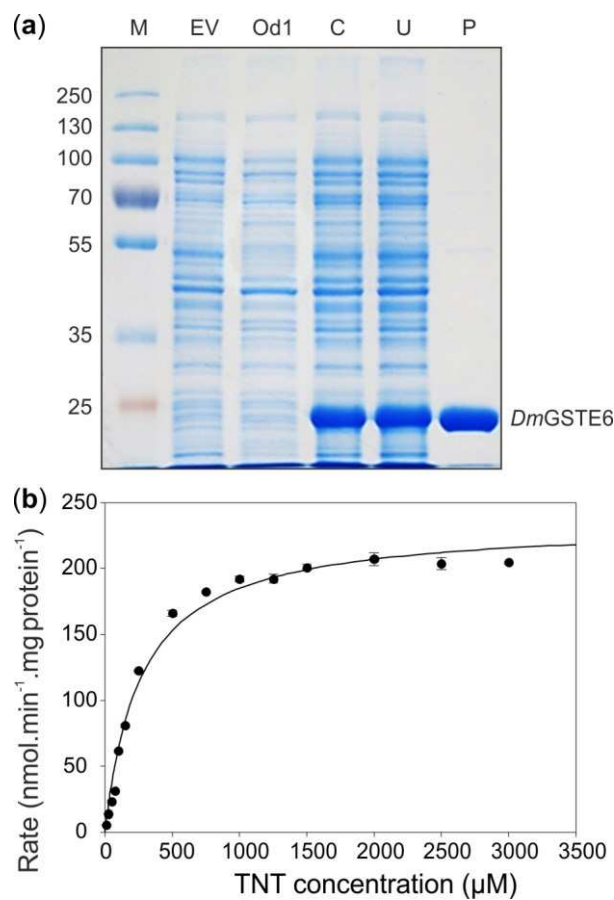 (a)
M EV Od1 C U P
250
130
100
70
55
35
25
DmGSTE6
(b)
250
200
150
100
50
0
Rate (nmol.min⁻¹.mg protein⁻¹)
0 500 1000 1500 2000 2500 3000 3500
TNT concentration (µM)